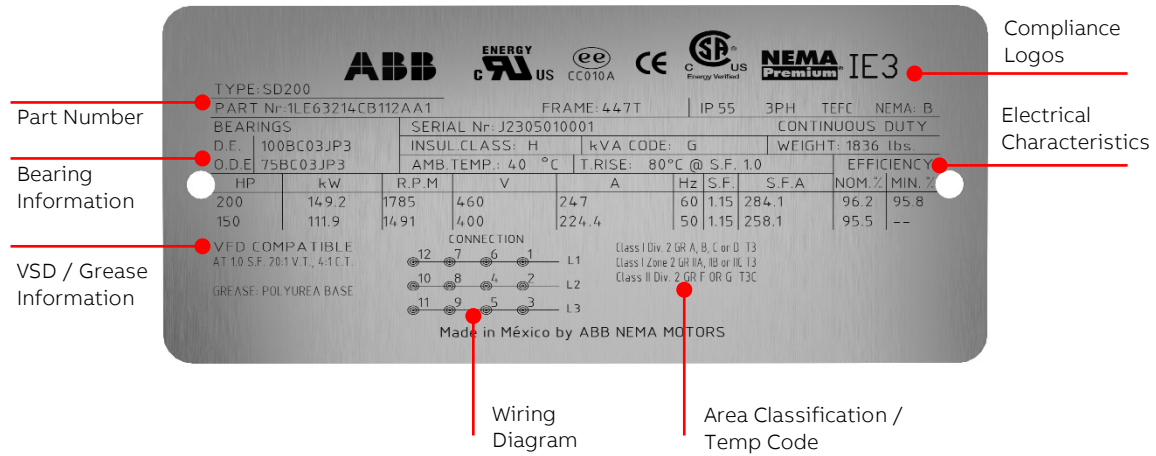 Compliance
Logos
ABB
ENERGY
C UR US
ee
CC010A
CE
C SA ® US
Energy Verified
NEMA
Premium
IE3
TYPE: SD200
Part Number
PART Nr:1LE63214CB112AA1 FRAME: 447T IP 55 3PH TEFC NEMA: B
Electrical
Characteristics
BEARINGS SERIAL Nr: J2305010001 CONTINUOUS DUTY
D.E. 100BC03JP3 INSUL.CLASS: H kVA CODE: G WEIGHT: 1836 lbs.
O.D.E 75BC03JP3 AMB.TEMP.: 40 °C T.RISE: 80°C @ S.F. 1.0 EFFICIENCY
Bearing
Information
HP kW R.P.M V A Hz S.F. S.F.A NOM.% MIN. %
200 149.2 1785 460 247 60 1.15 284.1 96.2 95.8
150 111.9 1491 400 224.4 50 1.15 258.1 95.5 --
VSD / Grease
Information
VFD COMPATIBLE
AT 1.0 S.F. 20:1 V.T., 4:1 C.T.
GREASE: POLYUREA BASE
CONNECTION
12 7 6 1 L1
10 8 4 2 L2
11 9 5 3 L3
Class I Div. 2 GR A, B, C or D T3
Class I Zone 2 GR IIA, IIB or IIC T3
Class II Div. 2 GR F OR G T3C
Made in México by ABB NEMA MOTORS
Wiring
Diagram
Area Classification /
Temp Code